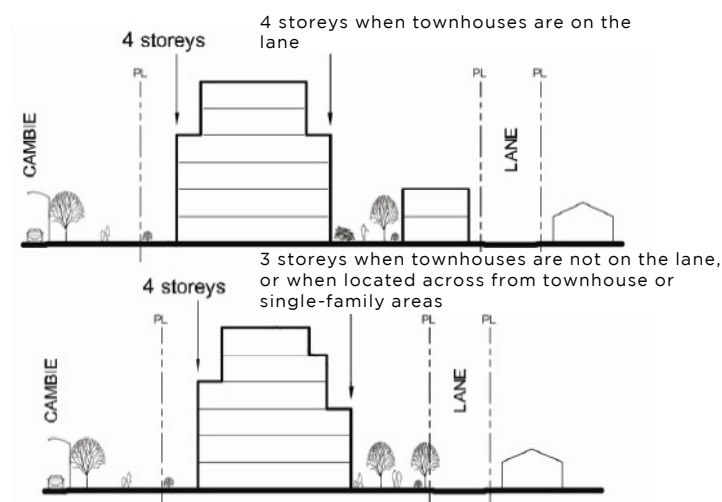 4 storeys when townhouses are on the
lane
4 storeys
PL
PL
PL
CAMBIE
LANE
3 storeys when townhouses are not on the lane,
or when located across from townhouse or
single-family areas
4 storeys
PL
PL
PL
CAMBIE
LANE